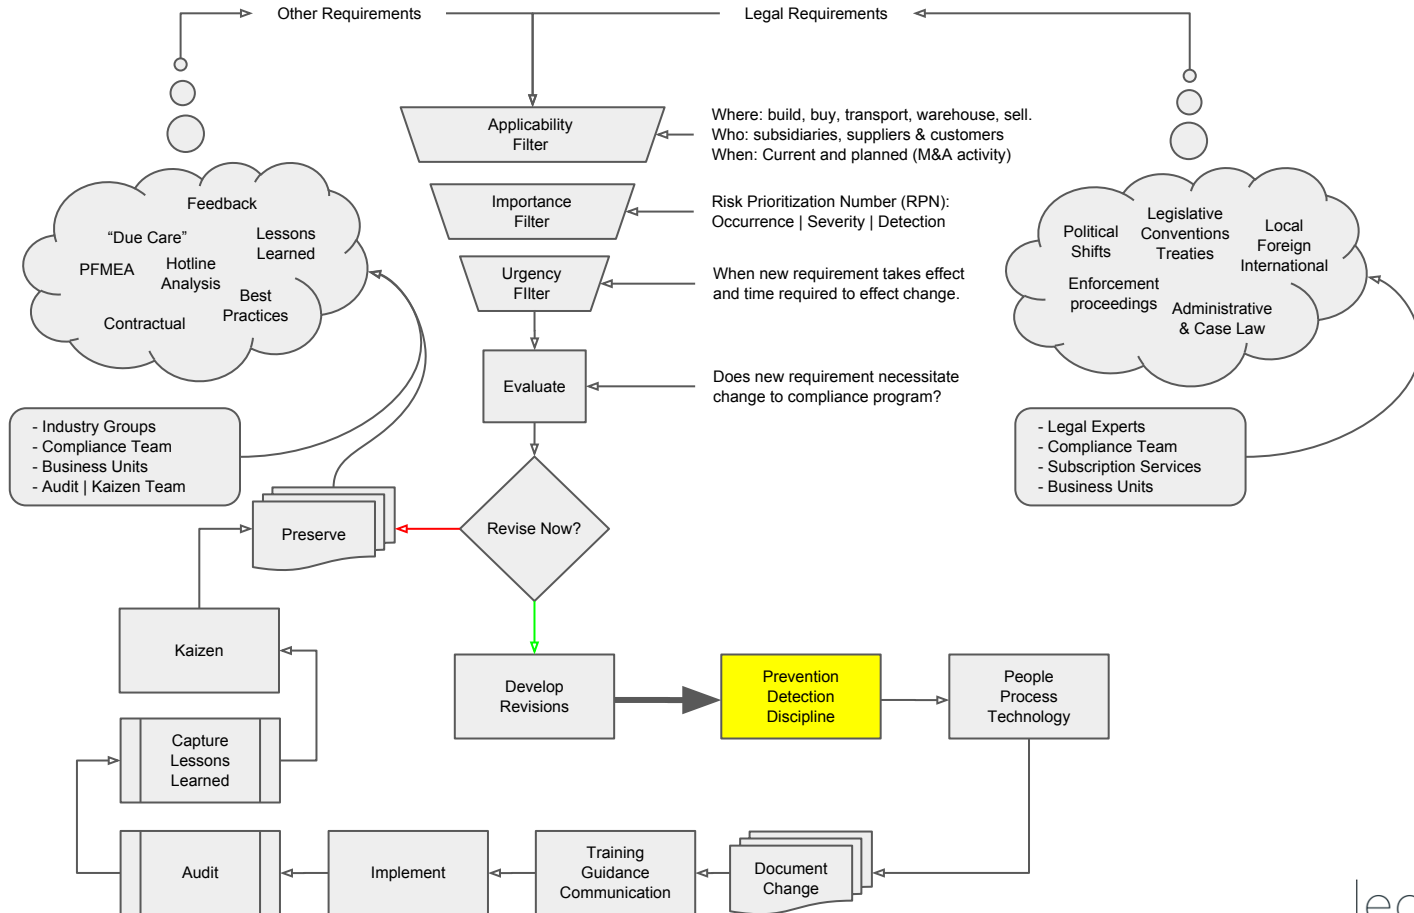 Other Requirements
Legal Requirements
Applicability
Filter
Where: build, buy, transport, warehouse, sell.
Who: subsidiaries, suppliers & customers
When: Current and planned (M&A activity)
Importance
Filter
Risk Prioritization Number (RPN):
Occurrence | Severity | Detection
Urgency
FIlter
When new requirement takes effect
and time required to effect change.
Evaluate
Does new requirement necessitate
change to compliance program?
Feedback
“Due Care”
Lessons
Learned
PFMEA
Hotline
Analysis
Best
Practices
Contractual
Political
Shifts
Legislative
Conventions
Treaties
Local
Foreign
International
Enforcement
proceedings
Administrative
& Case Law
- Industry Groups
- Compliance Team
- Business Units
- Audit | Kaizen Team
- Legal Experts
- Compliance Team
- Subscription Services
- Business Units
Preserve
Revise Now?
Kaizen
Develop
Revisions
Prevention
Detection
Discipline
People
Process
Technology
Capture
Lessons
Learned
Audit
Implement
Training
Guidance
Communication
Document
Change